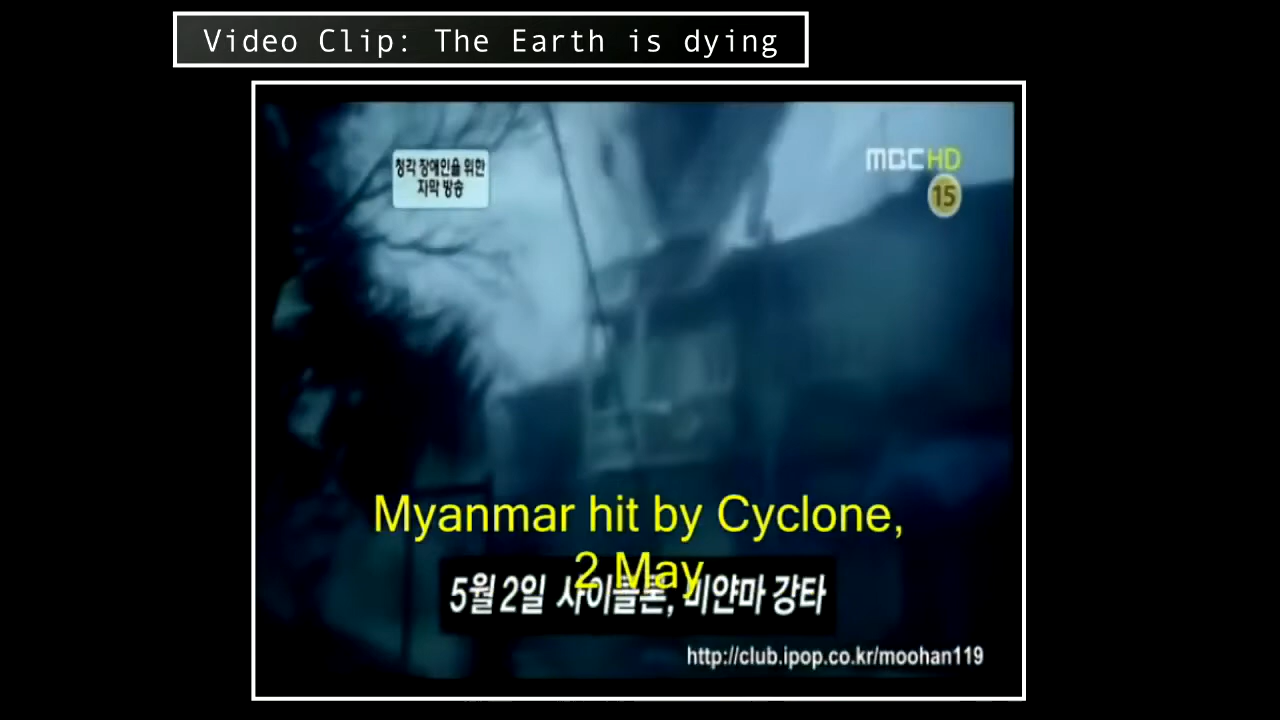 Video Clip: The Earth is dying
청각 장애인을 위한
지막 방송
MBC HD
15
Myanmar hit by Cyclone,
2 May
5월 2일 사이클론, 미얀마 강타
http://club.ipop.co.kr/moohan119